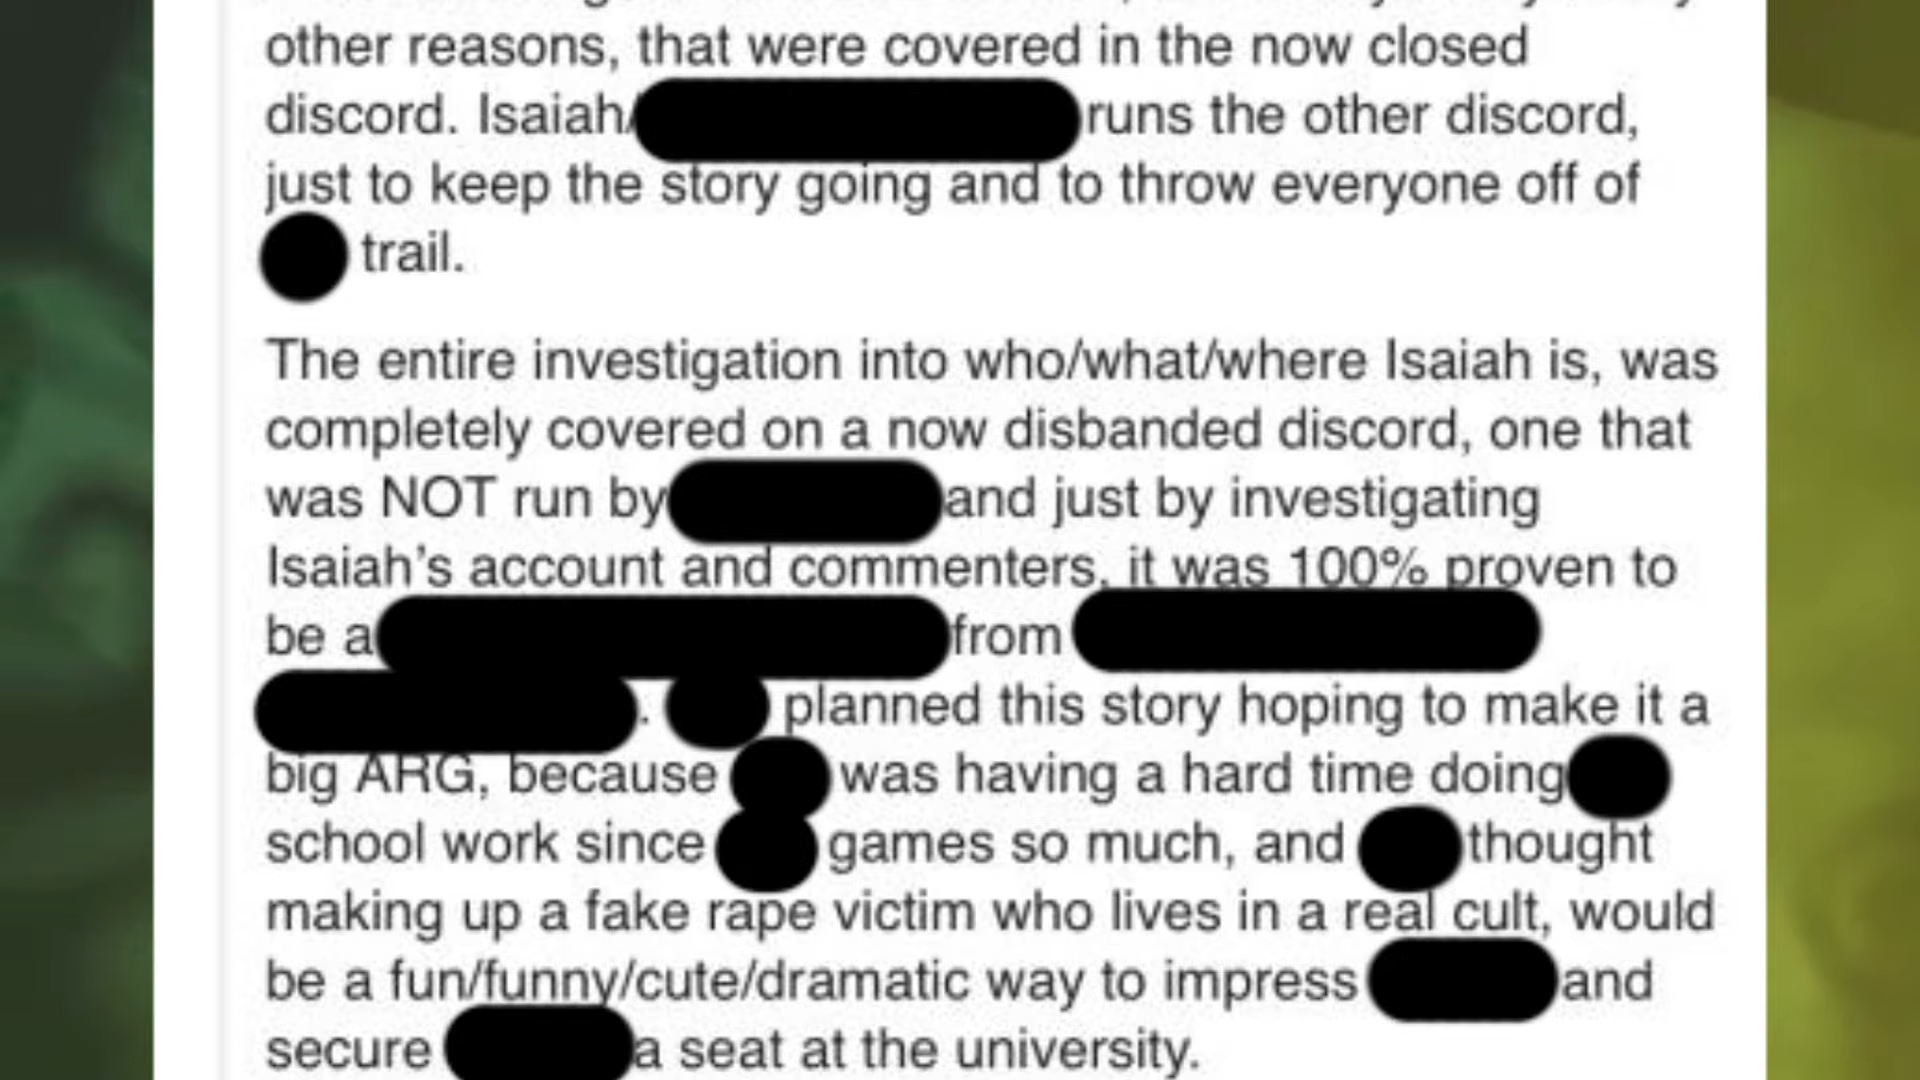 other reasons, that were covered in the now closed
discord. Isaiah/ runs the other discord,
just to keep the story going and to throw everyone off of
trail.
The entire investigation into who/what/where Isaiah is, was
completely covered on a now disbanded discord, one that
was NOT run by and just by investigating
Isaiah's account and commenters, it was 100% proven to
be a from
. planned this story hoping to make it a
big ARG, because was having a hard time doing
school work since games so much, and thought
making up a fake rape victim who lives in a real cult, would
be a fun/funny/cute/dramatic way to impress and
secure a seat at the university.